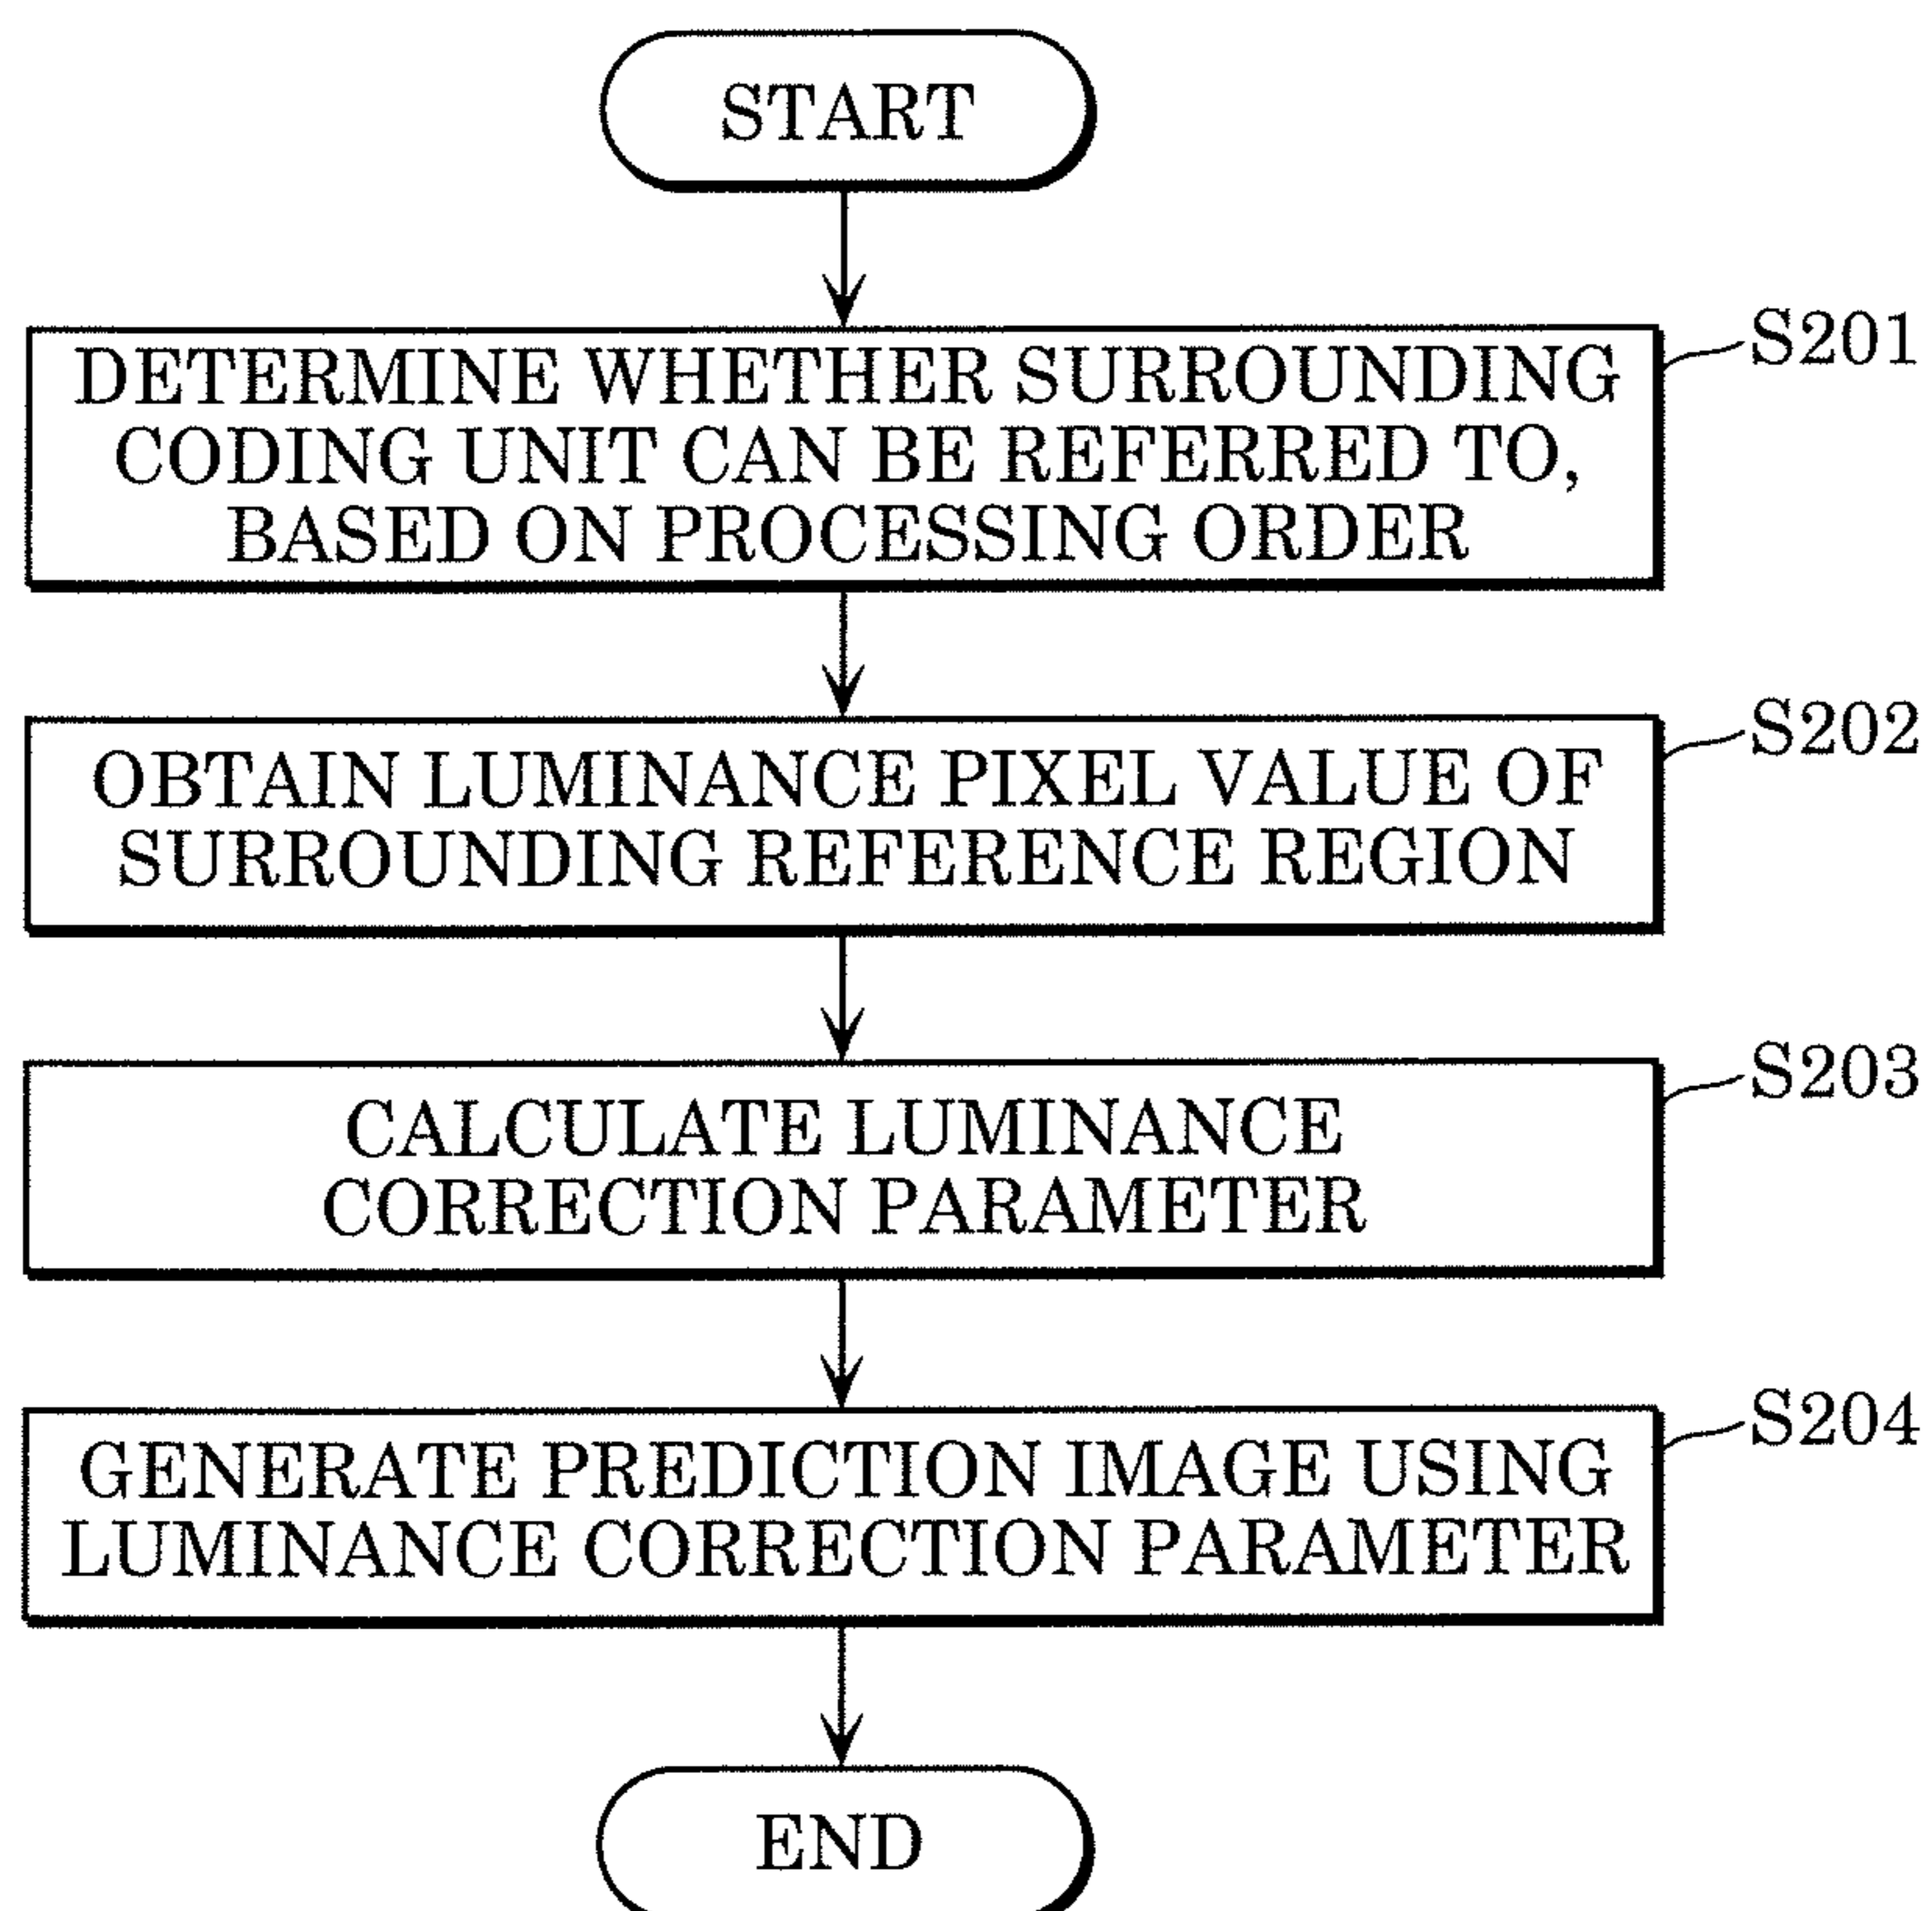 START
DETERMINE WHETHER SURROUNDING
CODING UNIT CAN BE REFERRED TO,
BASED ON PROCESSING ORDER
S201
OBTAIN LUMINANCE PIXEL VALUE OF
SURROUNDING REFERENCE REGION
S202
CALCULATE LUMINANCE
CORRECTION PARAMETER
S203
GENERATE PREDICTION IMAGE USING
LUMINANCE CORRECTION PARAMETER
S204
END